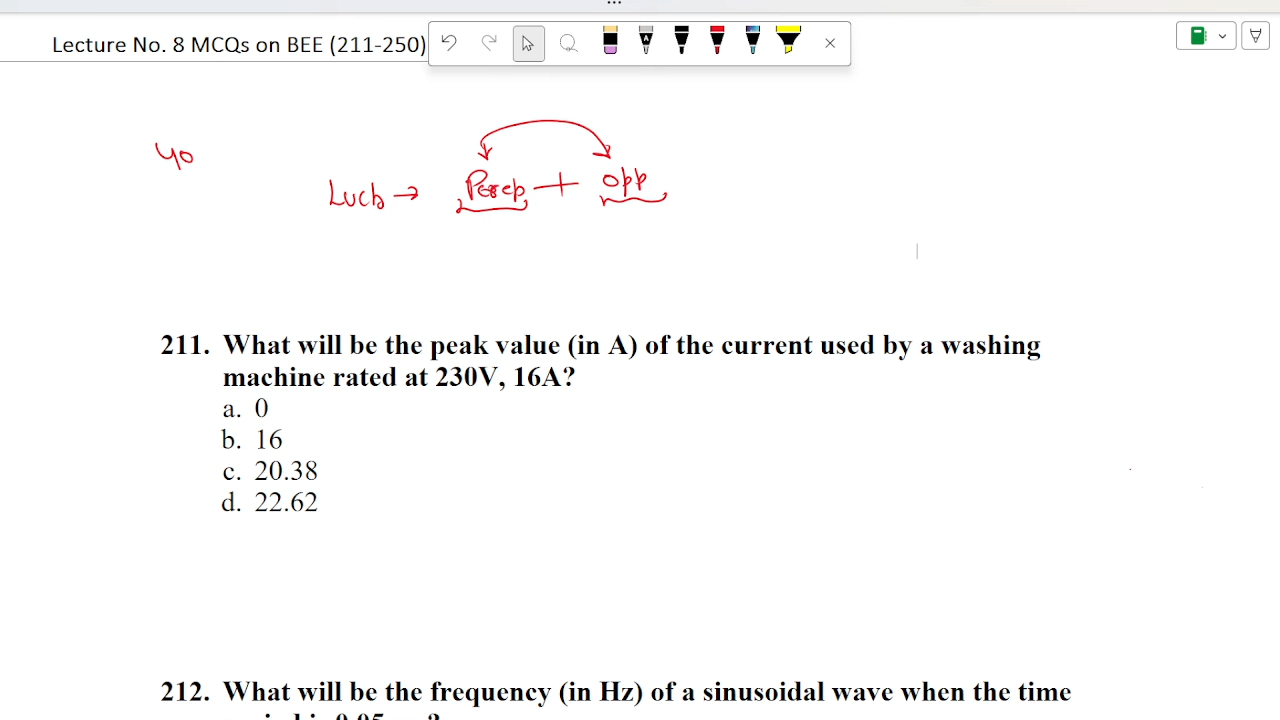 Lecture No. 8 MCQs on BEE (211-250)
40
Luck → Prep + Opp
211. What will be the peak value (in A) of the current used by a washing
machine rated at 230V, 16A?
a. 0
b. 16
c. 20.38
d. 22.62
212. What will be the frequency (in Hz) of a sinusoidal wave when the time